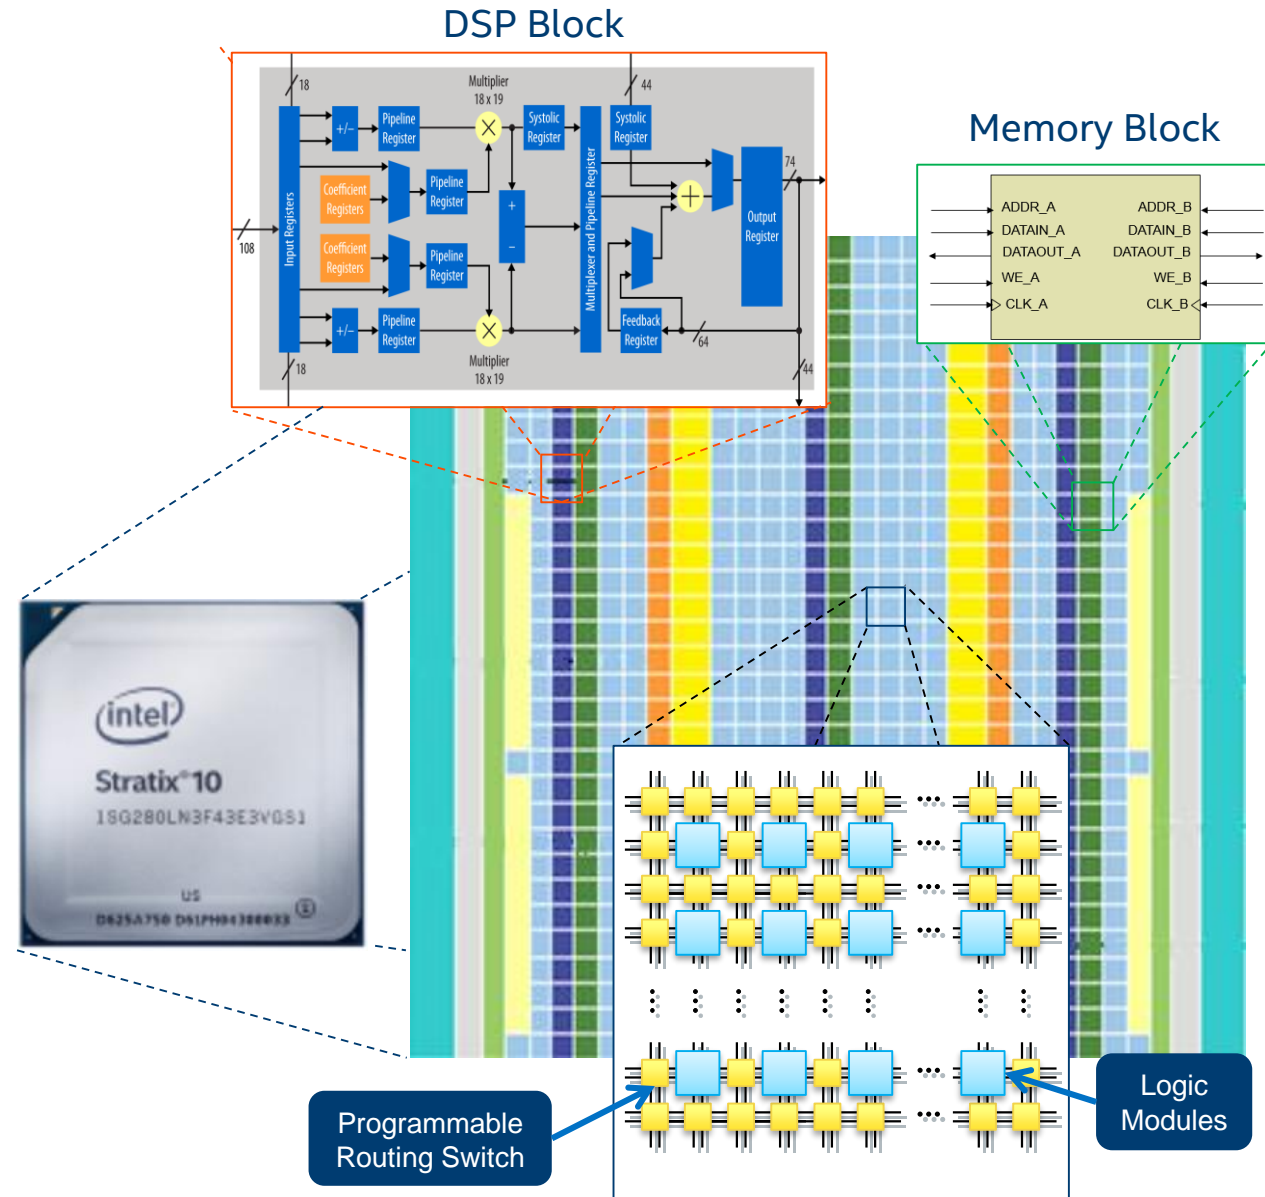 DSP Block
18
44
Multiplier
18 x 19
+/−
Pipeline
Register
×
Systolic
Register
Systolic
Register
74
Coefficient
Registers
Pipeline
Register
+
−
+
Input Registers
108
Multiplexer and Pipeline Register
Output
Register
Coefficient
Registers
Pipeline
Register
+/−
Pipeline
Register
×
Feedback
Register
64
18
Multiplier
18 x 19
44
Memory Block
ADDR_A ADDR_B
DATAIN_A DATAIN_B
DATAOUT_A DATAOUT_B
WE_A WE_B
CLK_A CLK_B
intel
Stratix® 10
1SG280LN3F43E3VGS1
US
Programmable
Routing Switch
Logic
Modules